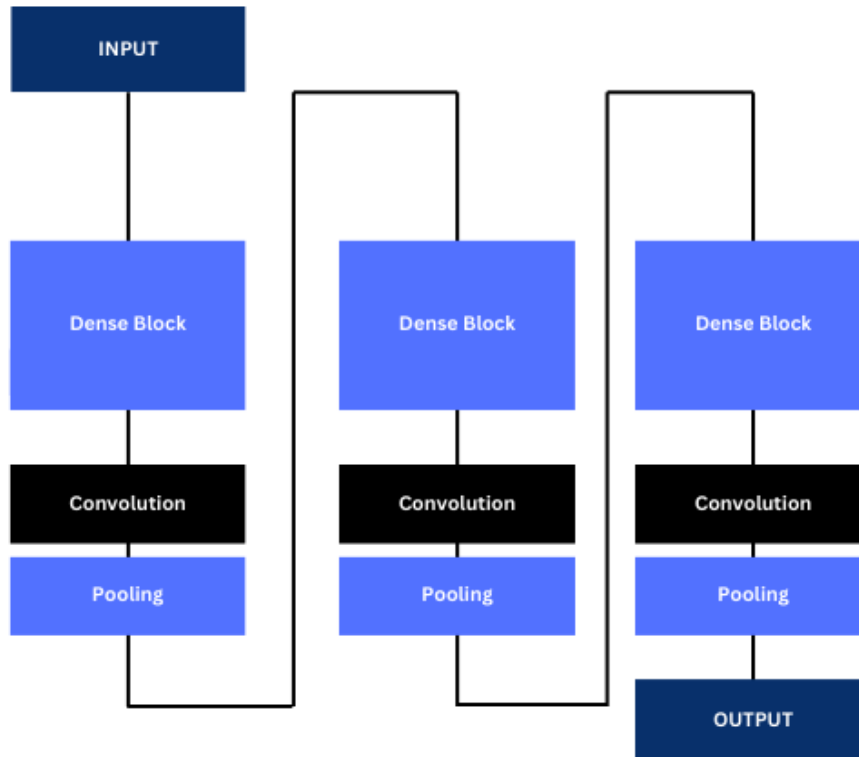 INPUT
Dense Block
Convolution
Pooling
Dense Block
Convolution
Pooling
Dense Block
Convolution
Pooling
OUTPUT